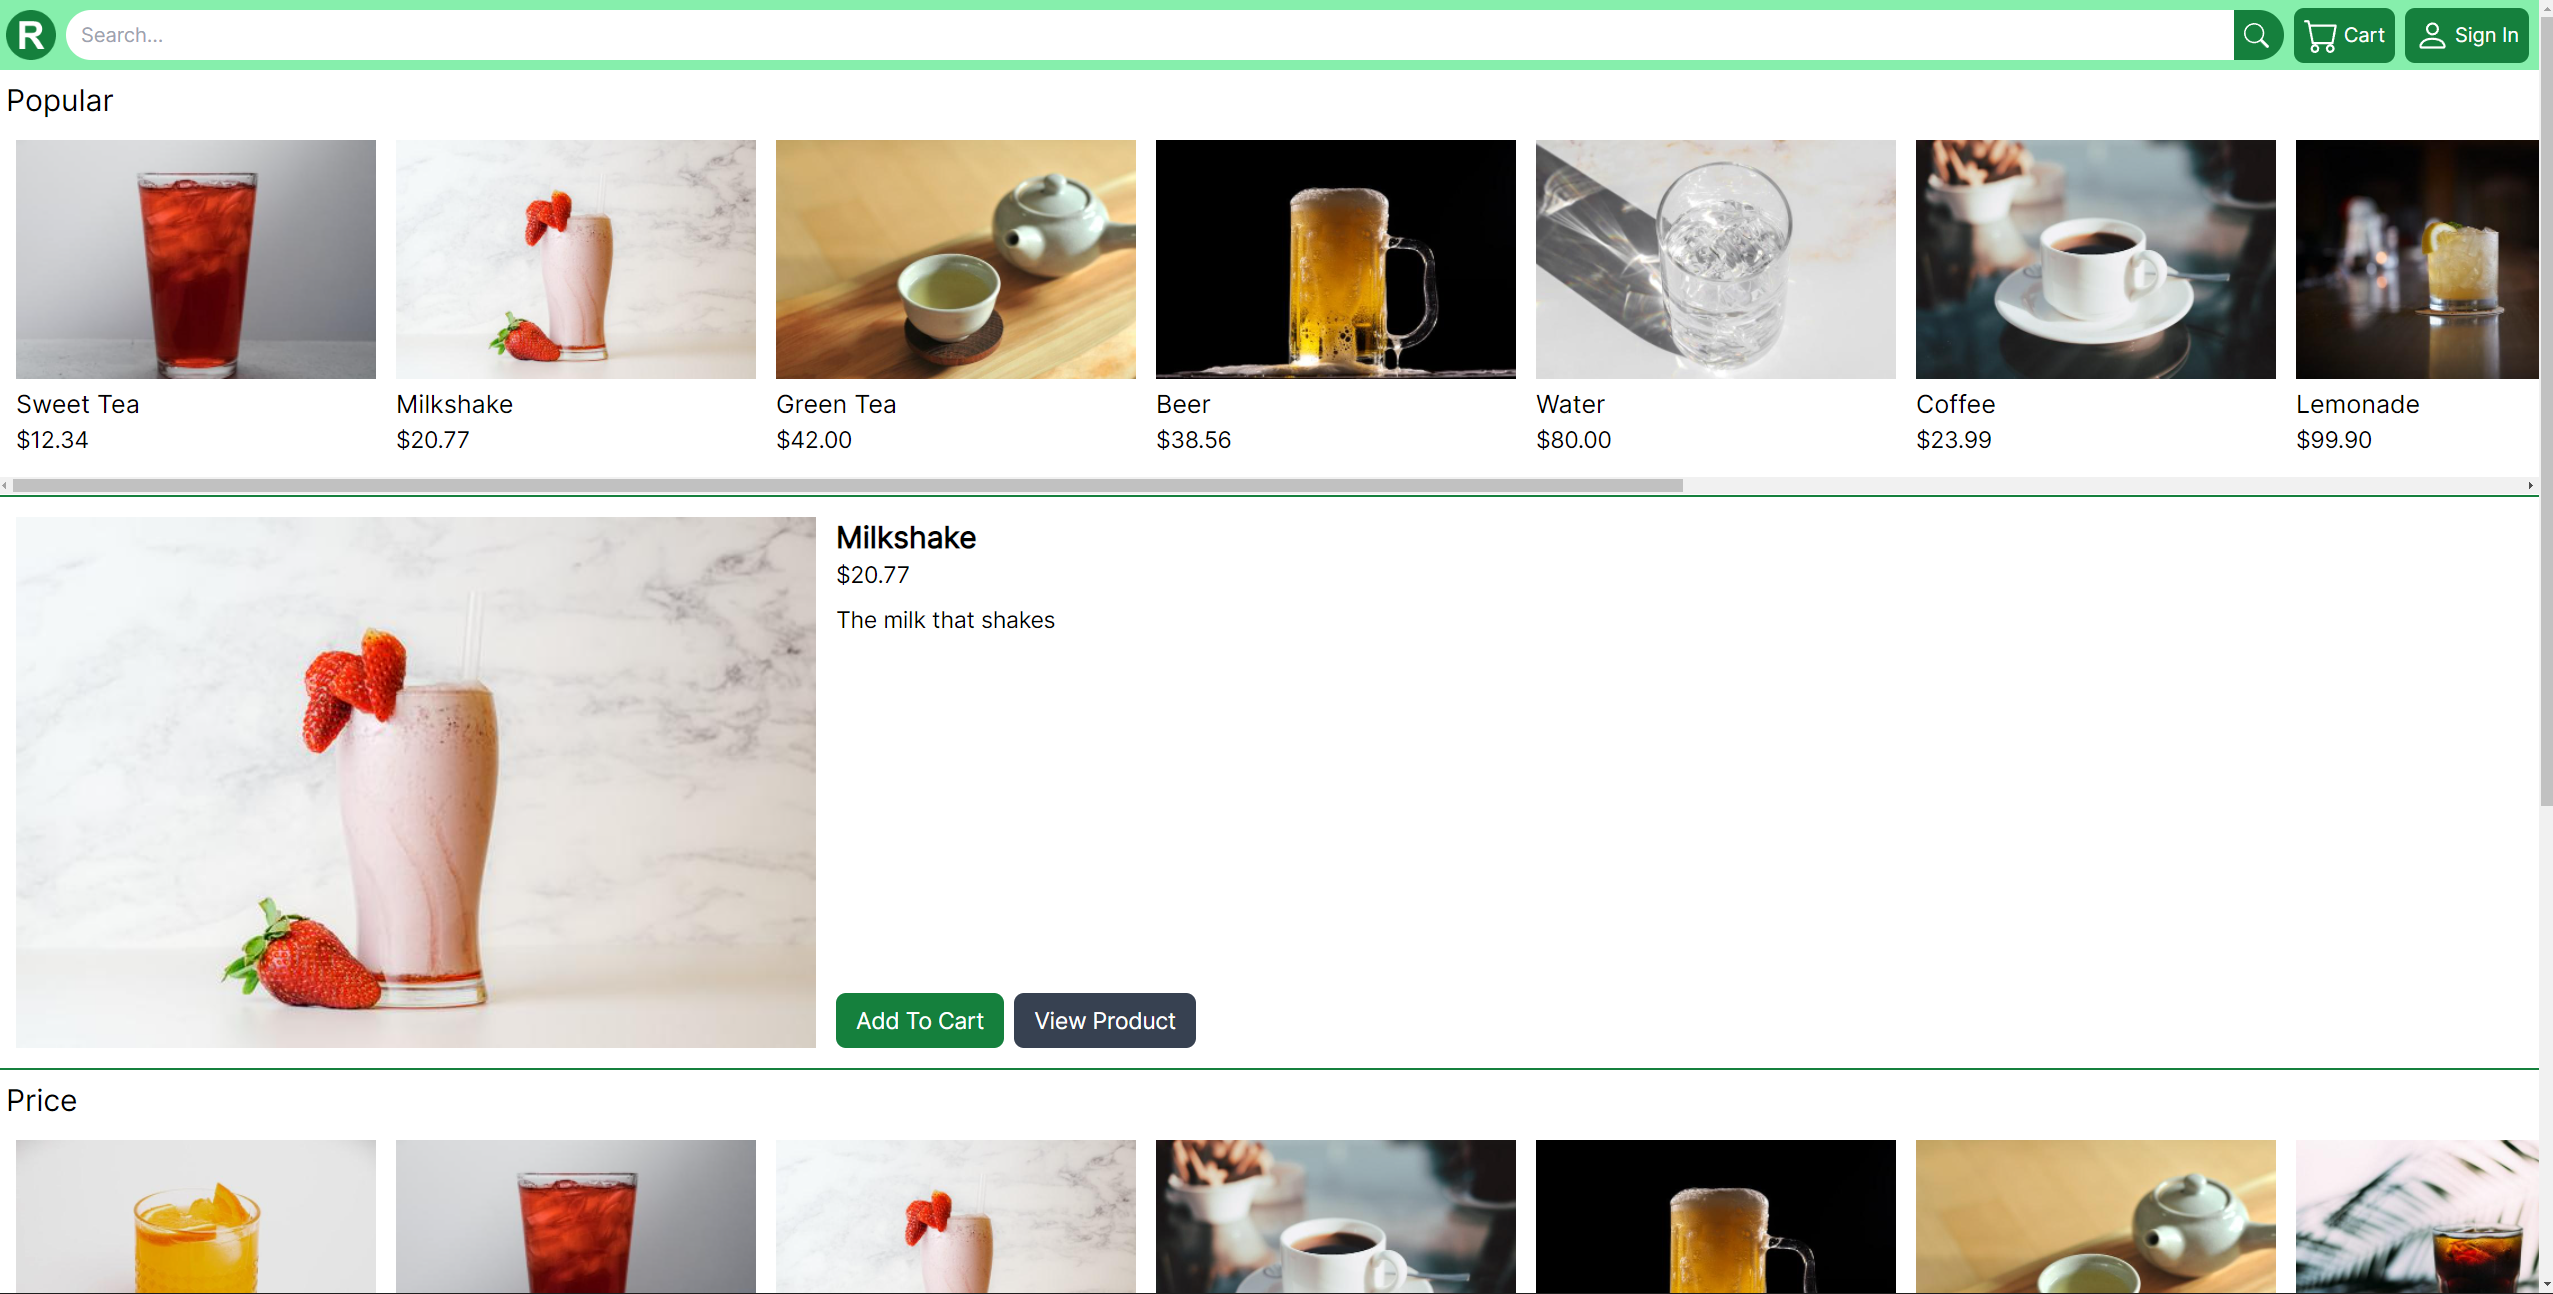 R
Search...
Cart
Sign In
Popular
Sweet Tea
$12.34
Milkshake
$20.77
Green Tea
$42.00
Beer
$38.56
Water
$80.00
Coffee
$23.99
Lemonade
$99.90
Milkshake
$20.77
The milk that shakes
Add To Cart
View Product
Price